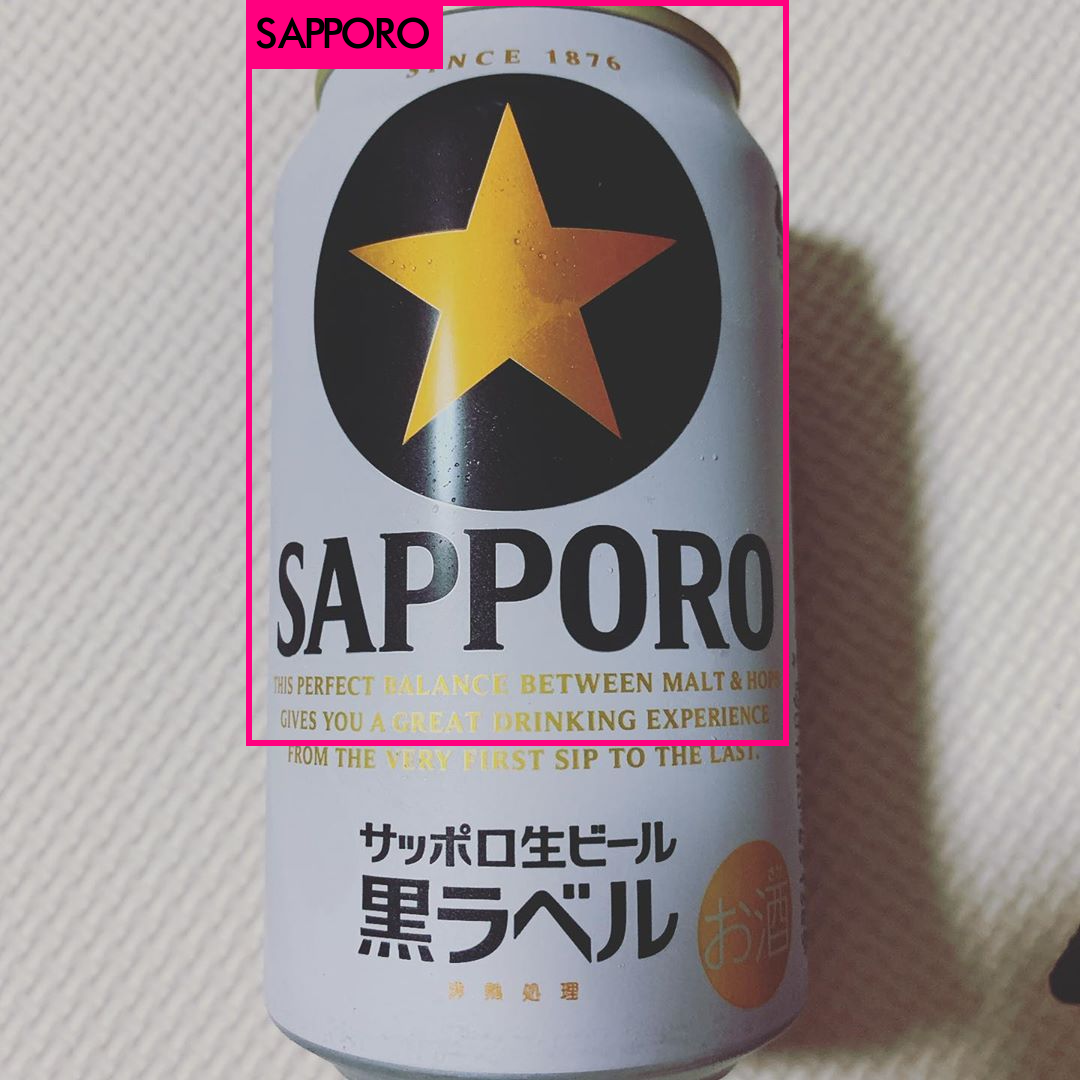 SAPPORO
SINCE 1876
SAPPORO
THIS PERFECT BALANCE BETWEEN MALT & HOPS
GIVES YOU A GREAT DRINKING EXPERIENCE
FROM THE VERY FIRST SIP TO THE LAST.
サッポロ生ビール
黒ラベル
お酒
非熱処理